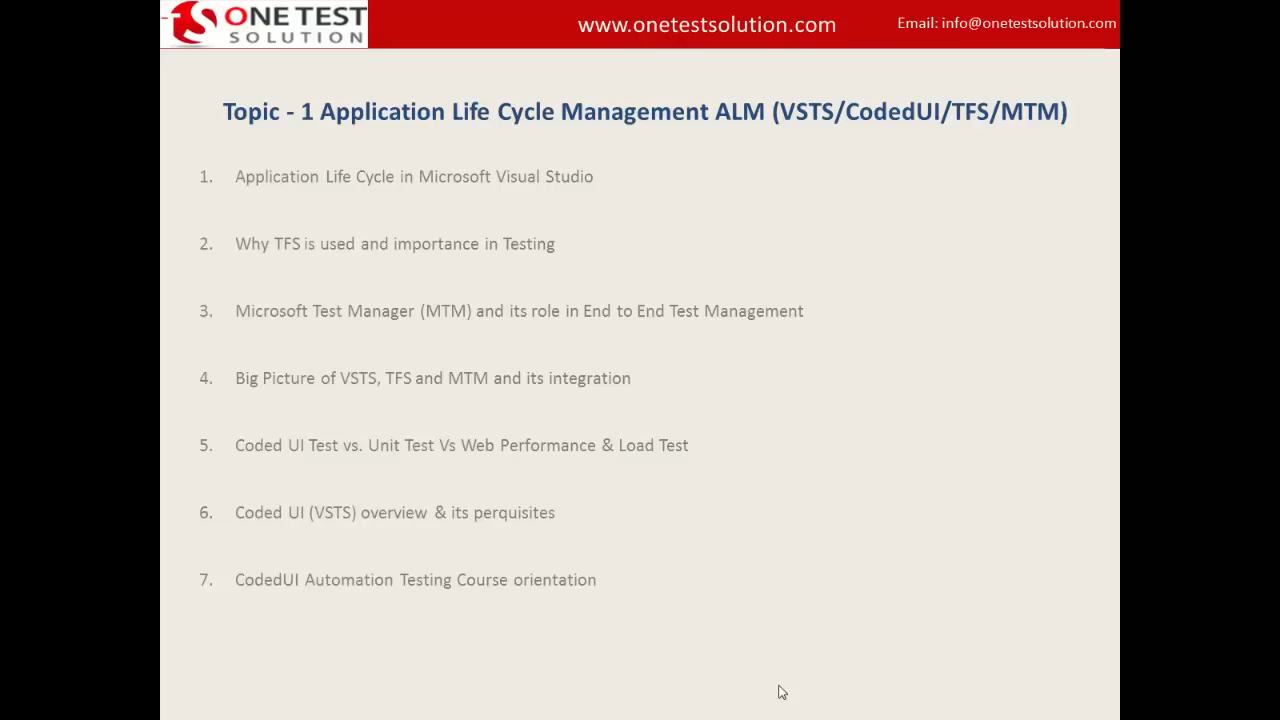 ONE TEST
SOLUTION
www.onetestsolution.com
Email: info@onetestsolution.com
Topic - 1 Application Life Cycle Management ALM (VSTS/CodedUI/TFS/MTM)
1. Application Life Cycle in Microsoft Visual Studio
2. Why TFS is used and importance in Testing
3. Microsoft Test Manager (MTM) and its role in End to End Test Management
4. Big Picture of VSTS, TFS and MTM and its integration
5. Coded UI Test vs. Unit Test Vs Web Performance & Load Test
6. Coded UI (VSTS) overview & its perquisites
7. CodedUI Automation Testing Course orientation